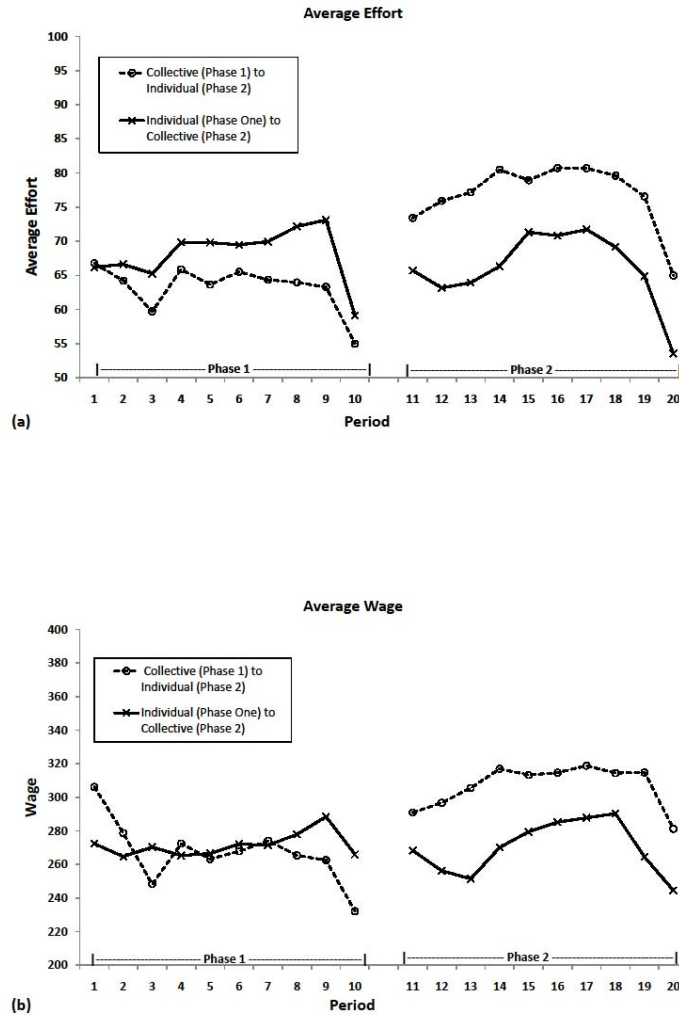 Average Effort
100
95
90
85
80
75
70
65
60
55
50
Average Effort
Collective (Phase 1) to
Individual (Phase 2)
Individual (Phase One) to
Collective (Phase 2)
Phase 1
Phase 2
1 2 3 4 5 6 7 8 9 10 11 12 13 14 15 16 17 18 19 20
(a)
Period
Average Wage
400
380
360
340
320
300
280
260
240
220
200
Wage
Collective (Phase 1) to
Individual (Phase 2)
Individual (Phase One) to
Collective (Phase 2)
Phase 1
Phase 2
1 2 3 4 5 6 7 8 9 10 11 12 13 14 15 16 17 18 19 20
(b)
Period